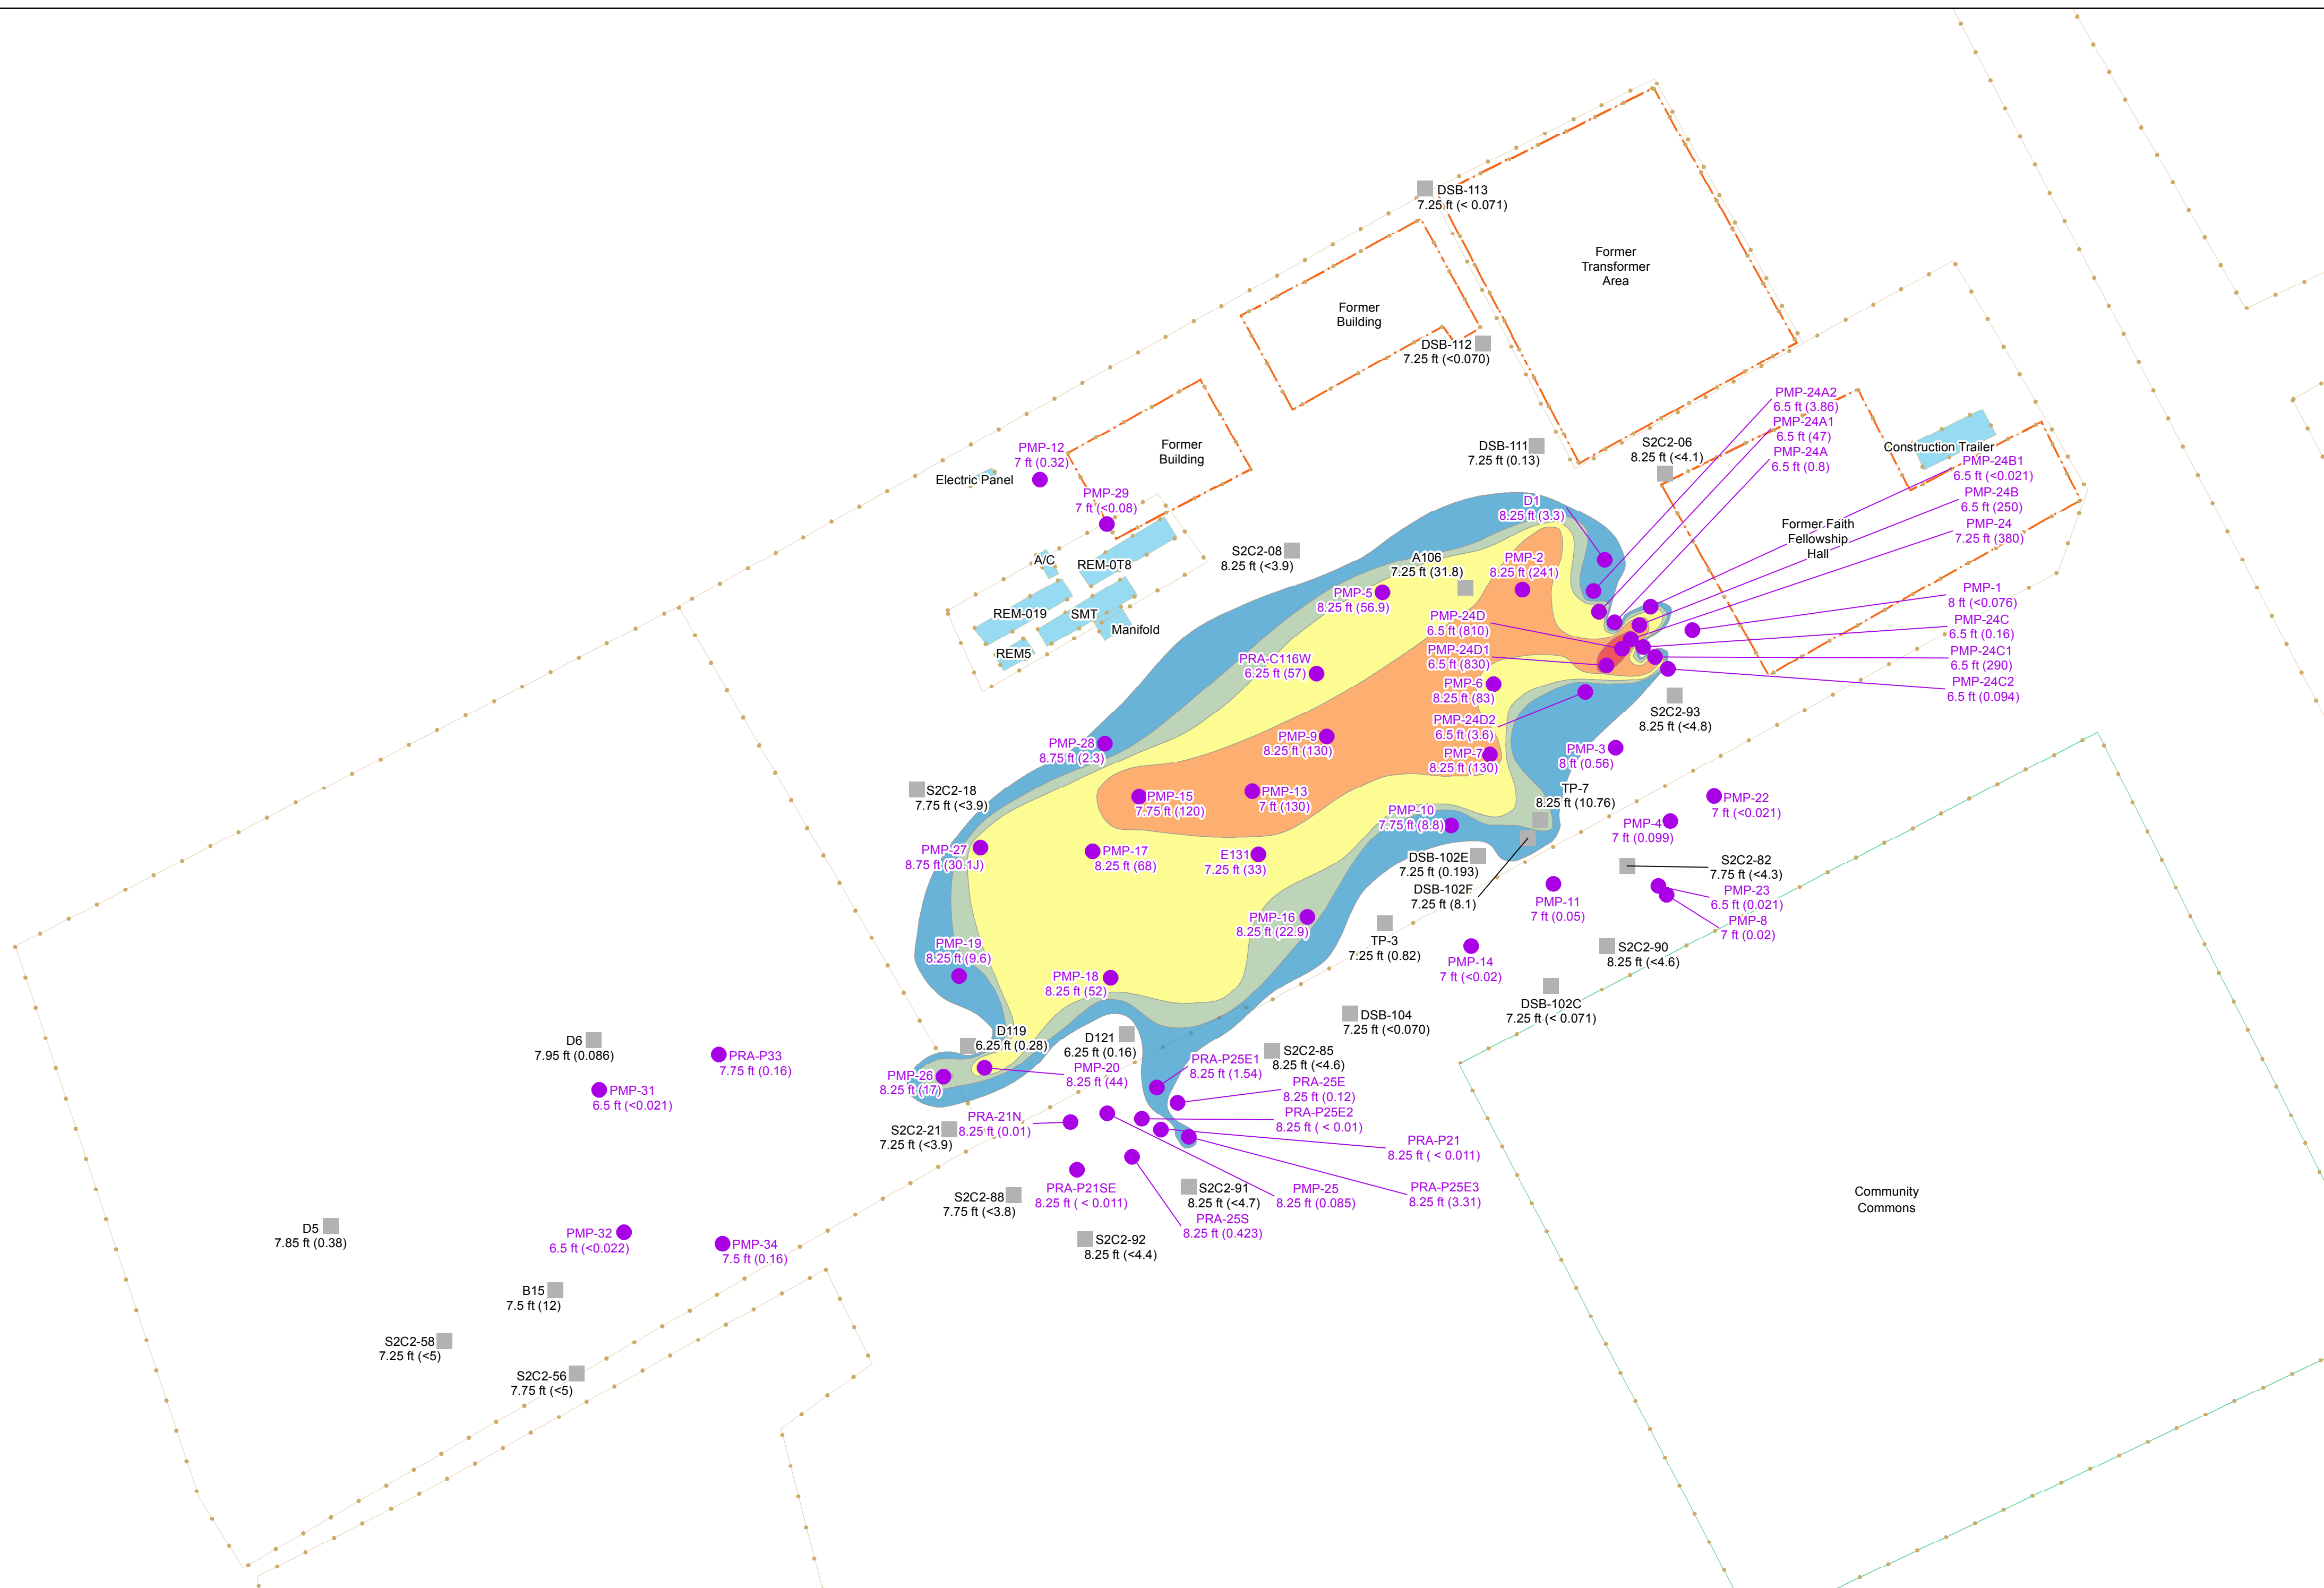 DSB-113
7.25 ft (< 0.071)
Former
Transformer
Area
Former
Building
DSB-112
7.25 ft (<0.070)
PMP-24A2
6.5 ft (3.86)
PMP-24A1
6.5 ft (47)
PMP-24A
6.5 ft (0.8)
DSB-111
7.25 ft (0.13)
S2C2-06
8.25 ft (<4.1)
Construction Trailer
PMP-24B1
6.5 ft (<0.021)
PMP-24B
6.5 ft (250)
PMP-24
7.25 ft (380)
Former Faith
Fellowship
Hall
PMP-12
7 ft (0.32)
Former
Building
Electric Panel
PMP-29
7 ft (<0.08)
D1
8.25 ft (3.3)
S2C2-08
8.25 ft (<3.9)
A/C
REM-0T8
A106
7.25 ft (31.8)
PMP-2
8.25 ft (241)
PMP-5
8.25 ft (56.9)
PMP-1
8 ft (<0.076)
REM-019
SMT
Manifold
REM5
PMP-24D
6.5 ft (810)
PMP-24C
6.5 ft (0.16)
PMP-24D1
6.5 ft (830)
PMP-24C1
6.5 ft (290)
PRA-C116W
6.25 ft (57)
PMP-6
8.25 ft (83)
PMP-24C2
6.5 ft (0.094)
S2C2-93
8.25 ft (<4.8)
PMP-24D2
6.5 ft (3.6)
PMP-28
8.75 ft (2.3)
PMP-9
8.25 ft (130)
PMP-7
8.25 ft (130)
PMP-3
8 ft (0.56)
S2C2-18
7.75 ft (<3.9)
PMP-15
7.75 ft (120)
PMP-13
7 ft (130)
TP-7
8.25 ft (10.76)
PMP-22
7 ft (<0.021)
PMP-10
7.75 ft (8.8)
PMP-4
7 ft (0.099)
PMP-27
8.75 ft (30.1J)
PMP-17
8.25 ft (68)
E131
7.25 ft (33)
DSB-102E
7.25 ft (0.193)
S2C2-82
7.75 ft (<4.3)
DSB-102F
7.25 ft (8.1)
PMP-11
7 ft (0.05)
PMP-23
6.5 ft (0.021)
PMP-8
7 ft (0.02)
PMP-16
8.25 ft (22.9)
TP-3
7.25 ft (0.82)
PMP-19
8.25 ft (9.6)
S2C2-90
8.25 ft (<4.6)
PMP-14
7 ft (<0.02)
PMP-18
8.25 ft (52)
DSB-102C
7.25 ft (< 0.071)
DSB-104
7.25 ft (<0.070)
D119
6.25 ft (0.28)
D121
6.25 ft (0.16)
D6
7.95 ft (0.086)
PRA-P33
7.75 ft (0.16)
S2C2-85
8.25 ft (<4.6)
PRA-P25E1
8.25 ft (1.54)
PMP-26
8.25 ft (17)
PMP-20
8.25 ft (44)
PRA-25E
8.25 ft (0.12)
PMP-31
6.5 ft (<0.021)
PRA-21N
8.25 ft (0.01)
PRA-P25E2
8.25 ft ( < 0.01)
S2C2-21
7.25 ft (<3.9)
PRA-P21
8.25 ft ( < 0.011)
PRA-P21SE
8.25 ft ( < 0.011)
S2C2-91
8.25 ft (<4.7)
PMP-25
8.25 ft (0.085)
PRA-P25E3
8.25 ft (3.31)
S2C2-88
7.75 ft (<3.8)
PRA-25S
8.25 ft (0.423)
Community
Commons
D5
7.85 ft (0.38)
PMP-32
6.5 ft (<0.022)
PMP-34
7.5 ft (0.16)
S2C2-92
8.25 ft (<4.4)
B15
7.5 ft (12)
S2C2-58
7.25 ft (<5)
S2C2-56
7.75 ft (<5)